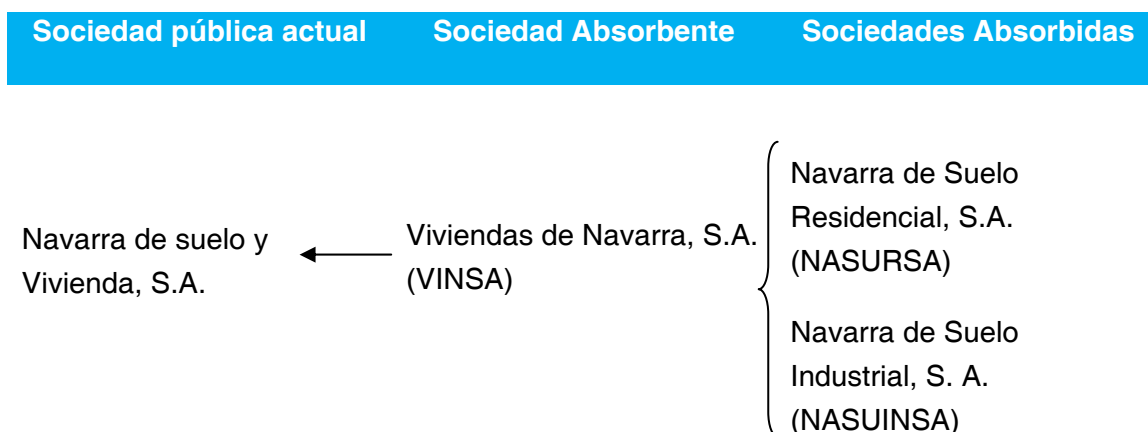 Sociedad pública actual
Sociedad Absorbente
Sociedades Absorbidas
Navarra de suelo y
Vivienda, S.A.
Viviendas de Navarra, S.A.
(VINSA)
Navarra de Suelo
Residencial, S.A.
(NASURSA)
Navarra de Suelo
Industrial, S. A.
(NASUINSA)